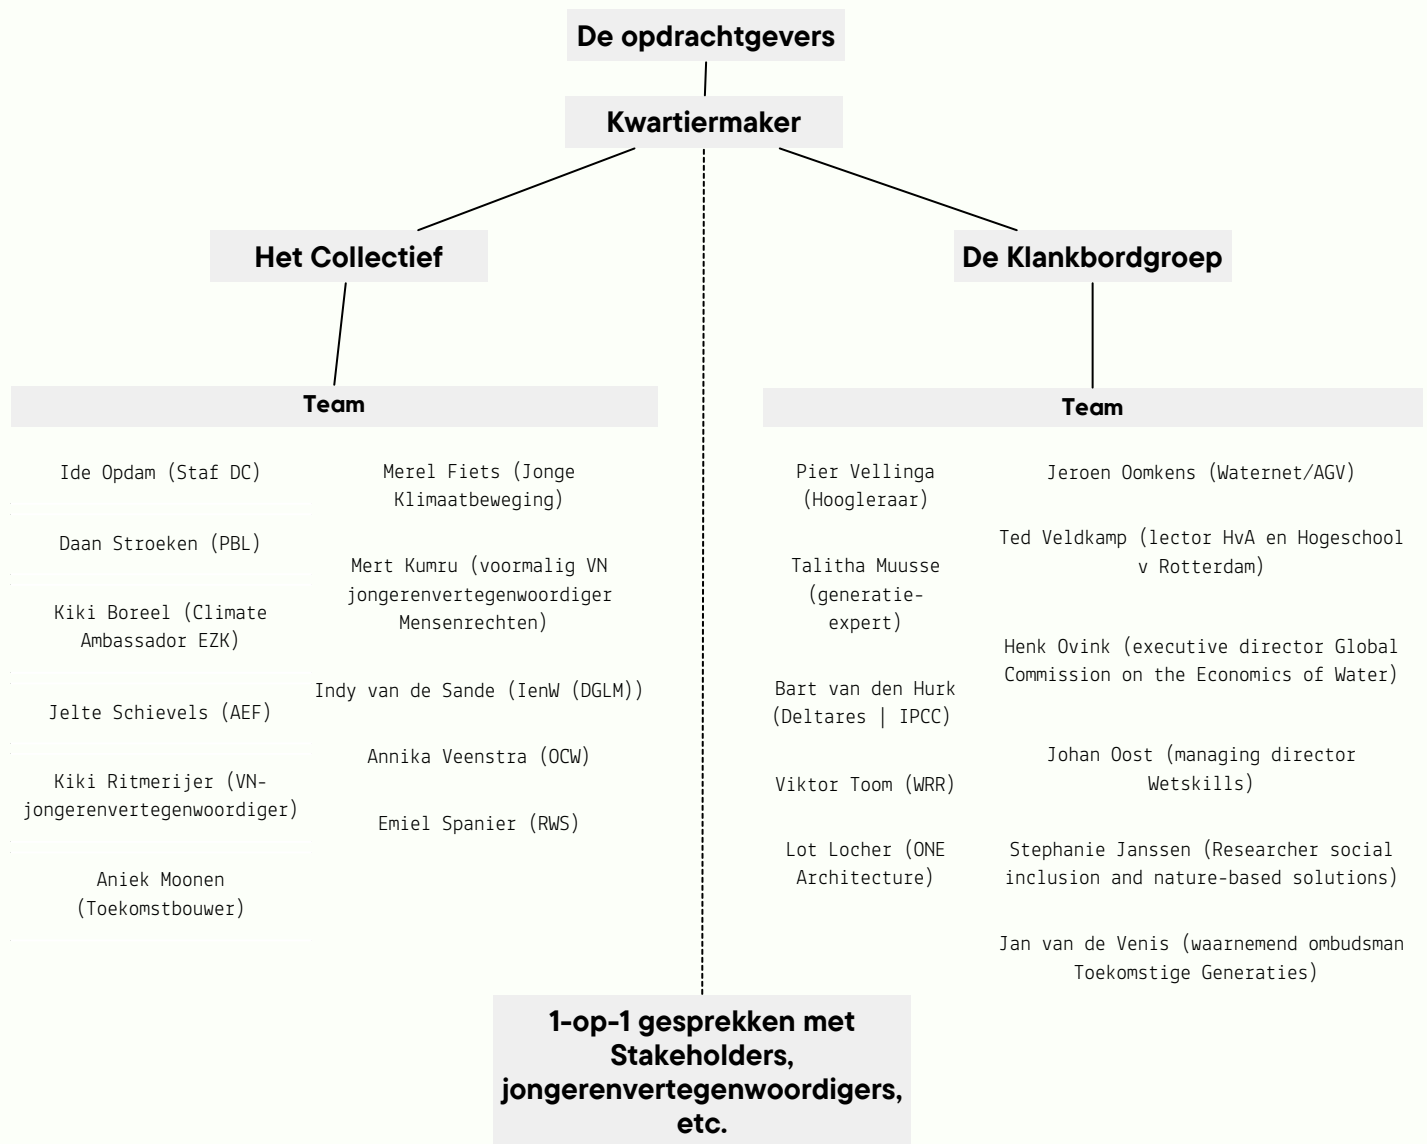 De opdrachtgevers
Kwartiermaker
Het Collectief
De Klankbordgroep
Team
Ide Opdam (Staf DC)
Daan Stroeken (PBL)
Kiki Boreel (Climate
Ambassador EZK)
Jelte Schievels (AEF)
Kiki Ritmerijer (VN-
jongerenvertegenwoordiger)
Aniek Moonen
(Toekomstbouwer)
Merel Fiets (Jonge
Klimaatbeweging)
Mert Kumru (voormalig VN
jongerenvertegenwoordiger
Mensenrechten)
Indy van de Sande (IenW (DGLM))
Annika Veenstra (OCW)
Emiel Spanier (RWS)
Team
Pier Vellinga
(Hoogleraar)
Talitha Muusse
(generatie-
expert)
Bart van den Hurk
(Deltares | IPCC)
Viktor Toom (WRR)
Lot Locher (ONE
Architecture)
Jeroen Oomkens (Waternet/AGV)
Ted Veldkamp (lector HvA en Hogeschool
v Rotterdam)
Henk Ovink (executive director Global
Commission on the Economics of Water)
Johan Oost (managing director
Wetskills)
Stephanie Janssen (Researcher social
inclusion and nature-based solutions)
Jan van de Venis (waarnemend ombudsman
Toekomstige Generaties)
1-op-1 gesprekken met
Stakeholders,
jongerenvertegenwoordigers,
etc.